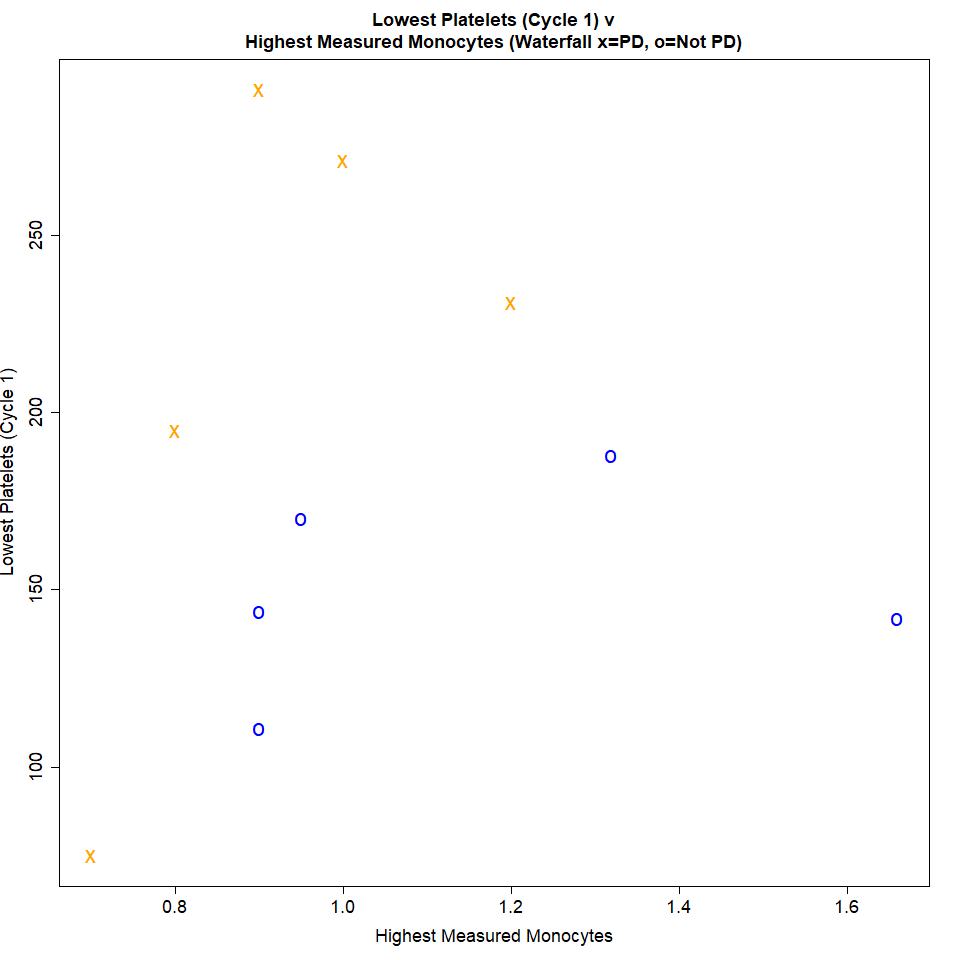 Lowest Platelets (Cycle 1) v
Highest Measured Monocytes (Waterfall x=PD, o=Not PD)
Lowest Platelets (Cycle 1)
250
200
150
100
X
X
X
X
O
O
O
O
O
X
0.8 1.0 1.2 1.4 1.6
Highest Measured Monocytes